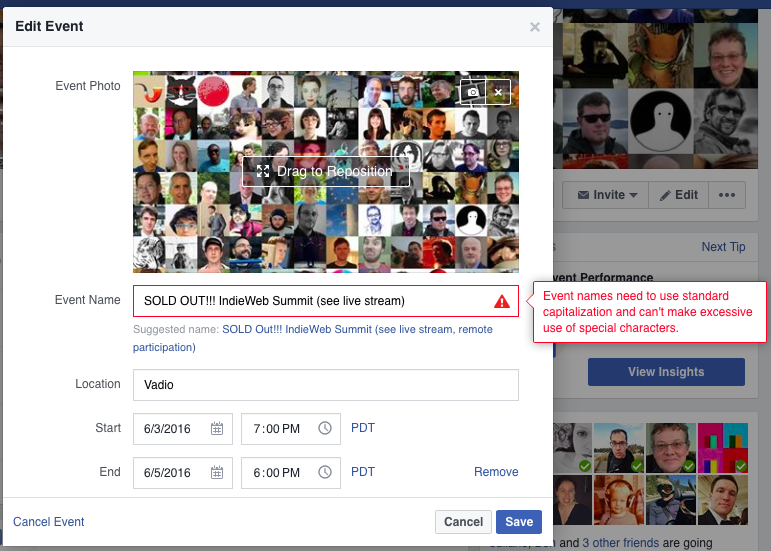 Edit Event
×
Event Photo
Drag to Reposition
Event Name
SOLD OUT!!! IndieWeb Summit (see live stream)
Suggested name: SOLD Out!!! IndieWeb Summit (see live stream, remote
participation)
Event names need to use standard
capitalization and can't make excessive
use of special characters.
Location
Vadio
Start
6/3/2016
7:00 PM
PDT
End
6/5/2016
6:00 PM
PDT
Remove
Cancel Event
Cancel
Save
Invite
Edit
•••
Next Tip
Performance
View Insights
and 3 other friends are going